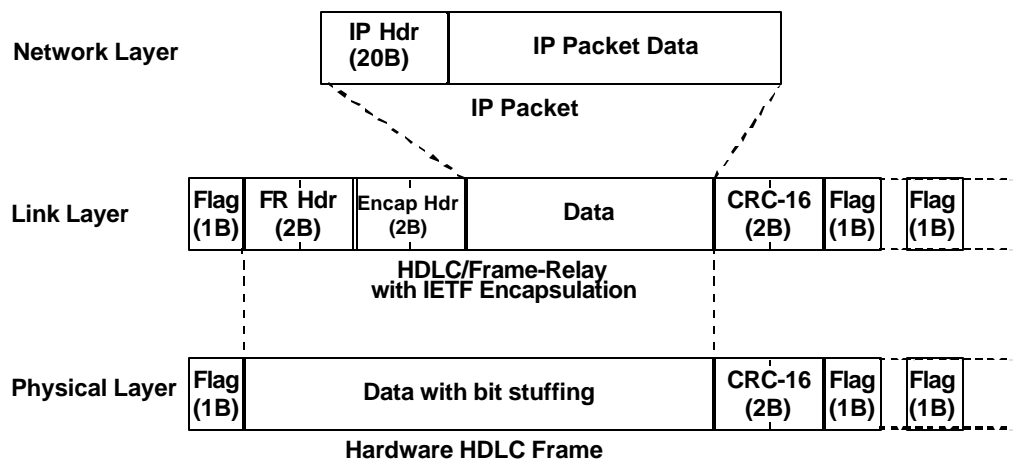 Network Layer
IP Hdr
(20B)
IP Packet Data
IP Packet
Link Layer
Flag
(1B)
FR Hdr
(2B)
Encap Hdr
(2B)
Data
CRC-16
(2B)
Flag
(1B)
Flag
(1B)
HDLC/Frame-Relay
with IETF Encapsulation
Physical Layer
Flag
(1B)
Data with bit stuffing
CRC-16
(2B)
Flag
(1B)
Flag
(1B)
Hardware HDLC Frame